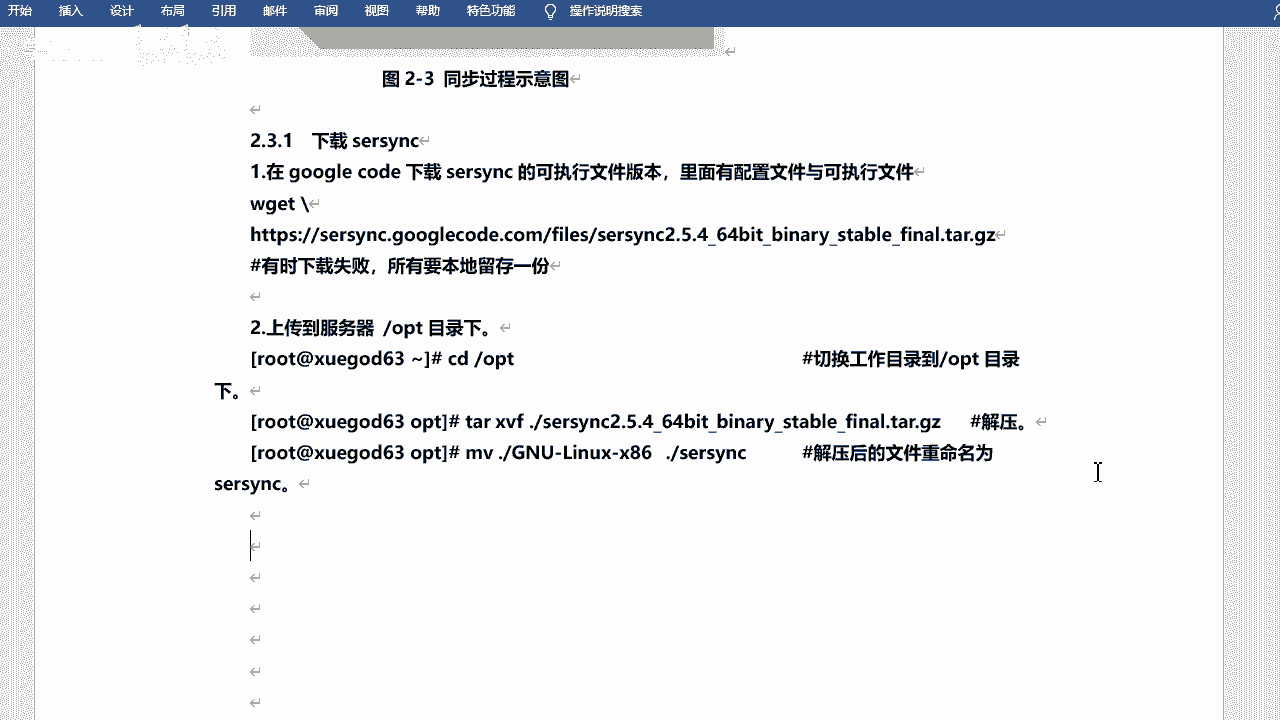 开始 插入 设计 布局 引用 邮件 审阅 视图 帮助 特色功能 操作说明搜索
图 2-3 同步过程示意图
2.3.1 下载 sersync
1.在 google code 下载 sersync 的可执行文件版本，里面有配置文件与可执行文件
wget \
https://sersync.googlecode.com/files/sersync2.5.4_64bit_binary_stable_final.tar.gz
#有时下载失败，所有要本地留存一份
2.上传到服务器 /opt 目录下。
[root@xuegod63 ~]# cd /opt #切换工作目录到/opt 目录
下。
[root@xuegod63 opt]# tar xvf ./sersync2.5.4_64bit_binary_stable_final.tar.gz #解压。
[root@xuegod63 opt]# mv ./GNU-Linux-x86 ./sersync #解压后的文件重命名为
sersync。